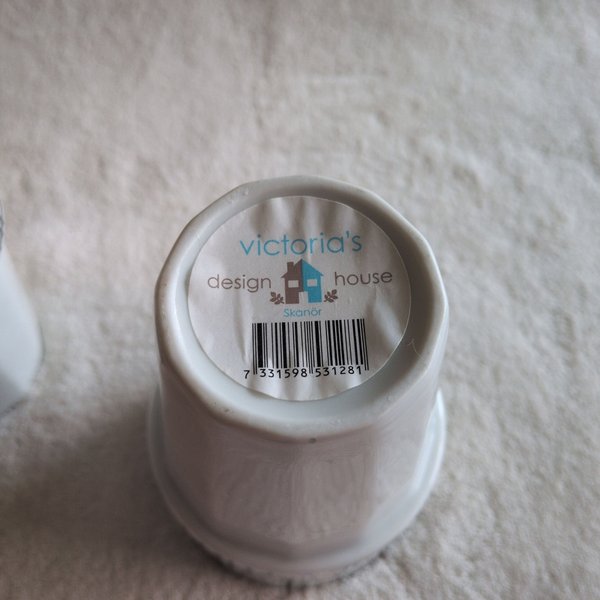 victoria's
design house
Skanör
7 331598 531281